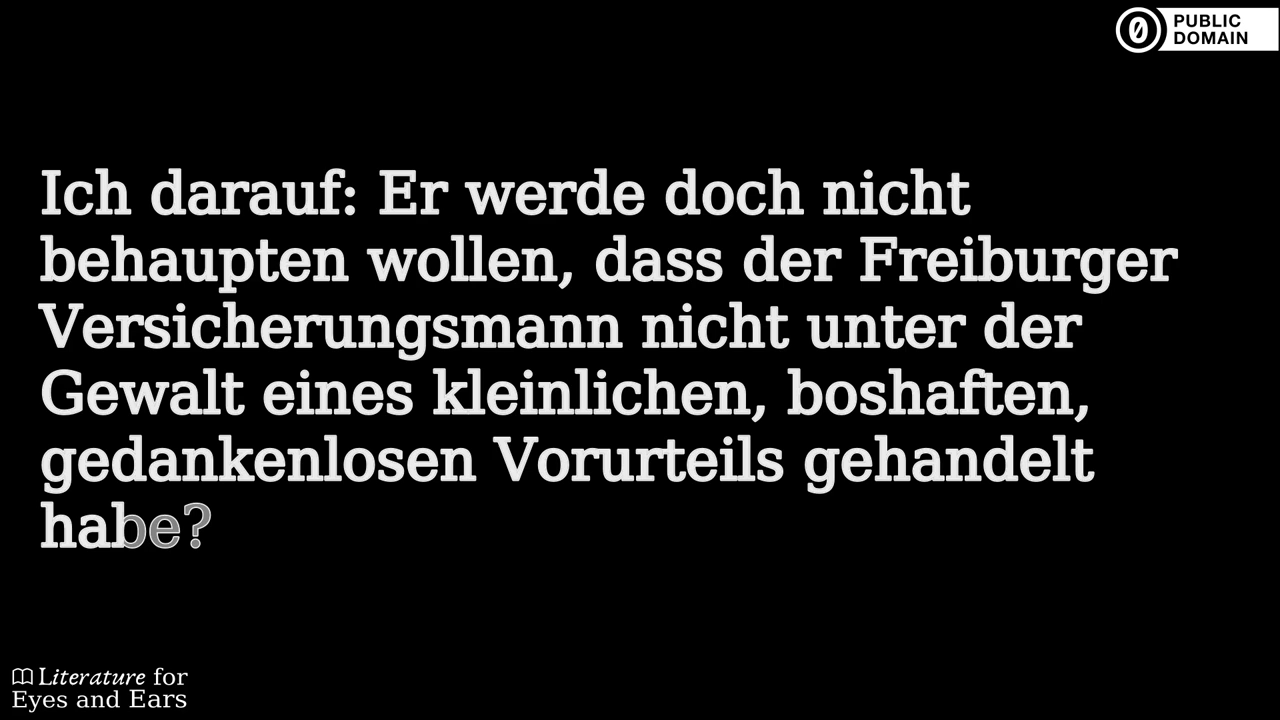 PUBLIC
DOMAIN
Ich darauf: Er werde doch nicht
behaupten wollen, dass der Freiburger
Versicherungsmann nicht unter der
Gewalt eines kleinlichen, boshaften,
gedankenlosen Vorurteils gehandelt
habe?
Literature for
Eyes and Ears